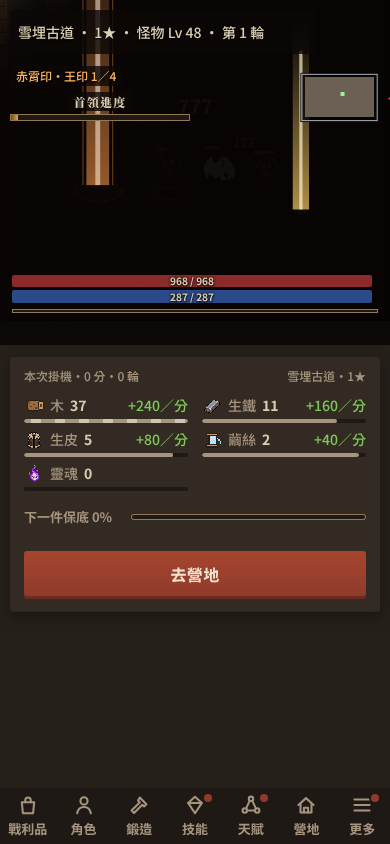 雪埋古道 · 1★ · 怪物 Lv 48 · 第 1 輪
赤霄印·王印 1/4
首領進度
777
123
968 / 968
287 / 287
本次掛機·0 分·0 輪
雪埋古道·1★
木 37 +240/分
生鐵 11 +160/分
生皮 5 +80/分
繭絲 2 +40/分
靈魂 0
下一件保底 0%
去營地
戰利品
角色
鍛造
技能
天賦
營地
更多